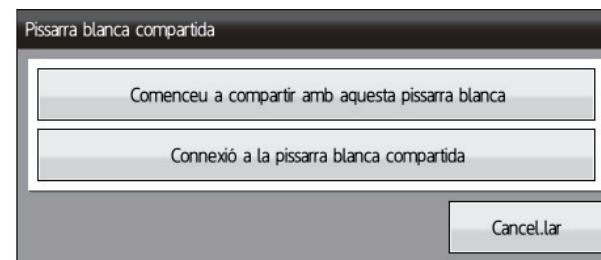 Pissarra blanca compartida
Comenceu a compartir amb aquesta pissarra blanca
Connexió a la pissarra blanca compartida
Cancel.lar